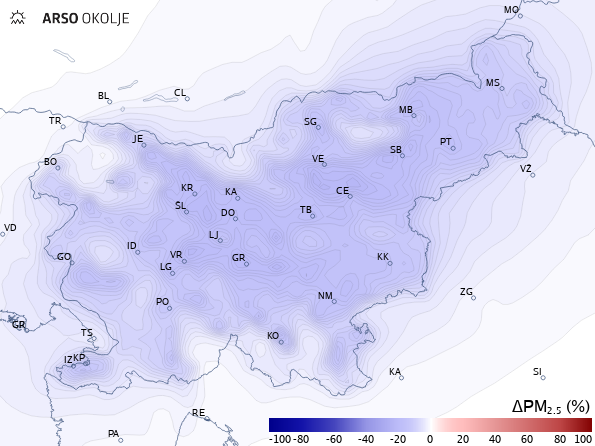 ARSO OKOLJE
MO
BL
CL
MS
TR
MB
SG
JE
PT
SB
VE
BO
VŽ
KR
KA
CE
ŠL
DO
TB
VD
LJ
ID
VR
GO
GR
KK
LG
ZG
NM
PO
GR
TS
KO
IZ
KP
KA
SI
RE
PA
ΔPM2.5 (%)
-100 -80 -60 -40 -20 0 20 40 60 80 100